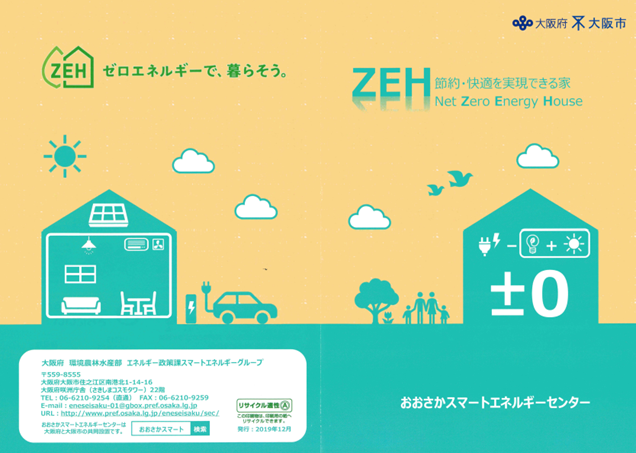 大阪府 大阪市
ZEH ゼロエネルギーで、暮らそう。
ZEH 節約・快適を実現できる家
Net Zero Energy House
±0
大阪府 環境農林水産部 エネルギー政策課スマートエネルギーグループ
〒559-8555
大阪府大阪市住之江区南港北1-14-16
大阪府咲洲庁舎(さきしまコスモタワー)22階
TEL:06-6210-9254(直通) FAX:06-6210-9259
E-mail:eneseisaku-01@gbox.pref.osaka.lg.jp
URL:http://www.pref.osaka.lg.jp/eneseisaku/sec/
おおさかスマートエネルギーセンターは
大阪府と大阪市の共同設置です。
おおさかスマート 検索
リサイクル適性 A
この印刷物は、印刷用の紙へ
リサイクルできます。
発行:2019年12月
おおさかスマートエネルギーセンター